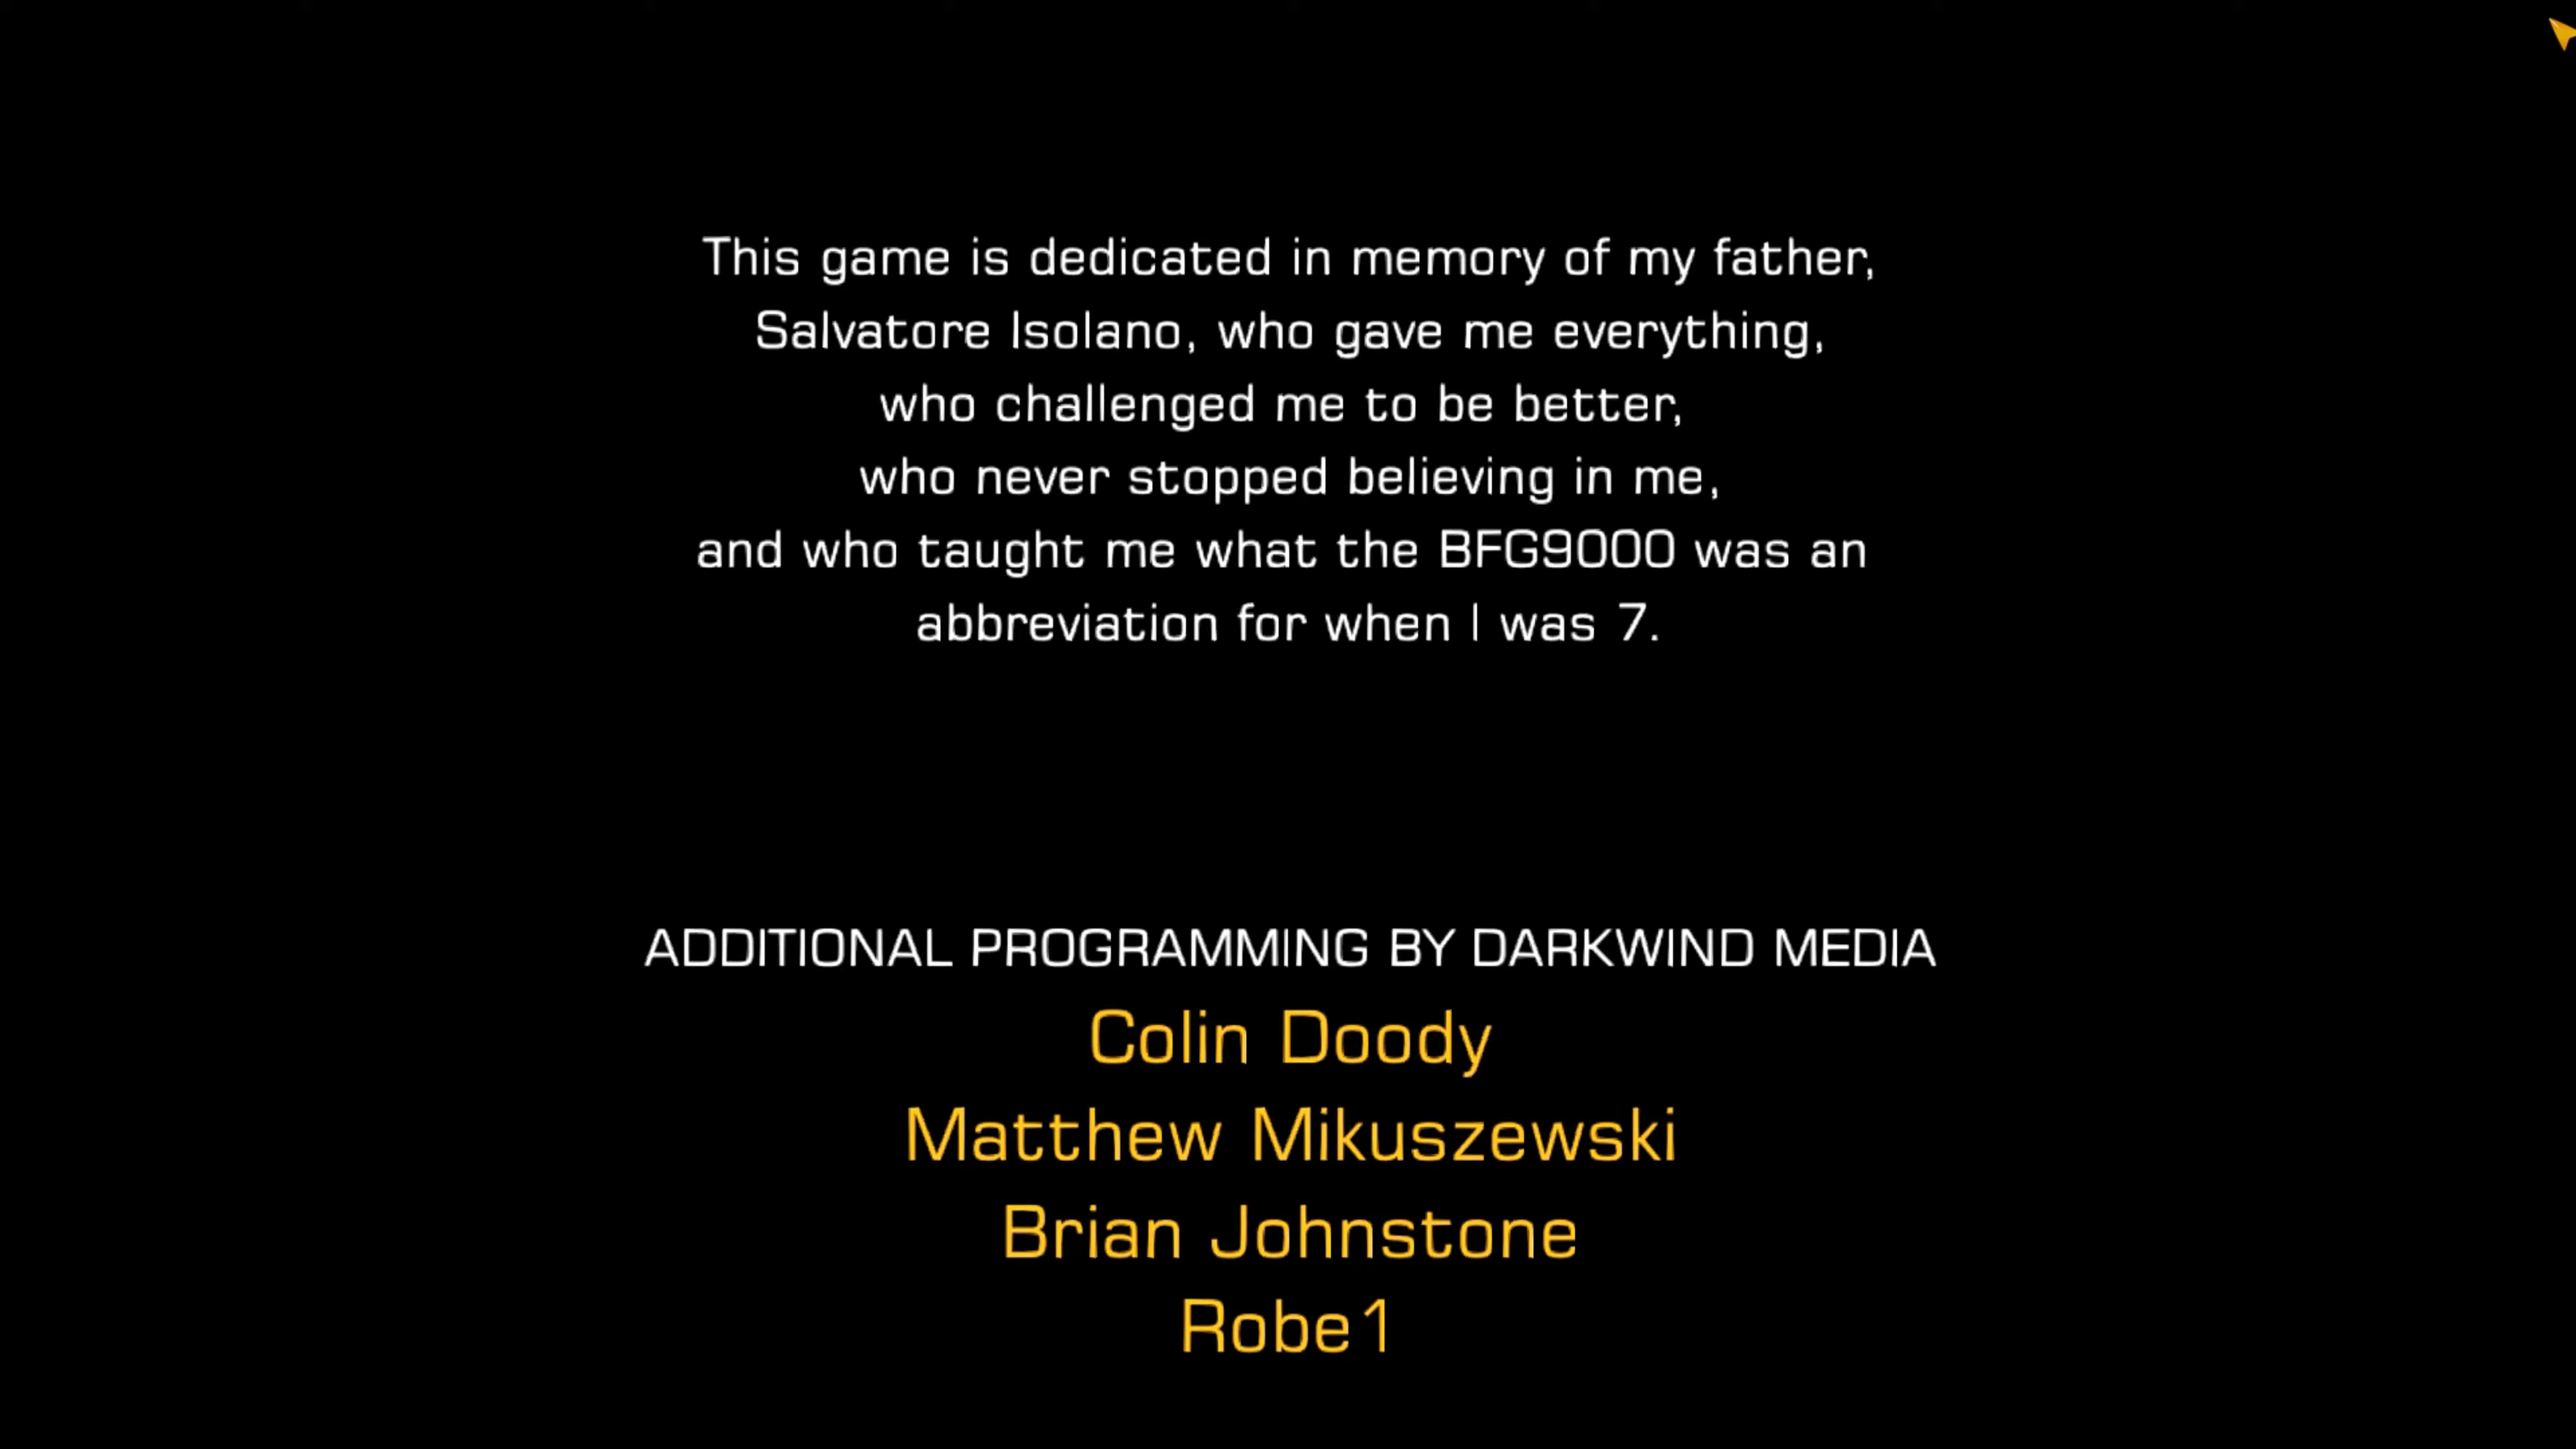 This game is dedicated in memory of my father,
Salvatore Isolano, who gave me everything,
who challenged me to be better,
who never stopped believing in me,
and who taught me what the BFG9000 was an
abbreviation for when I was 7.
ADDITIONAL PROGRAMMING BY DARKWIND MEDIA
Colin Doody
Matthew Mikuszewski
Brian Johnstone
Robe1